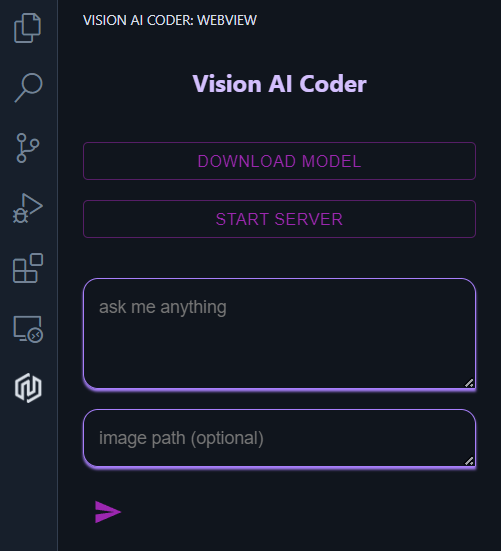 VISION AI CODER: WEBVIEW
Vision AI Coder
DOWNLOAD MODEL
START SERVER
ask me anything
image path (optional)